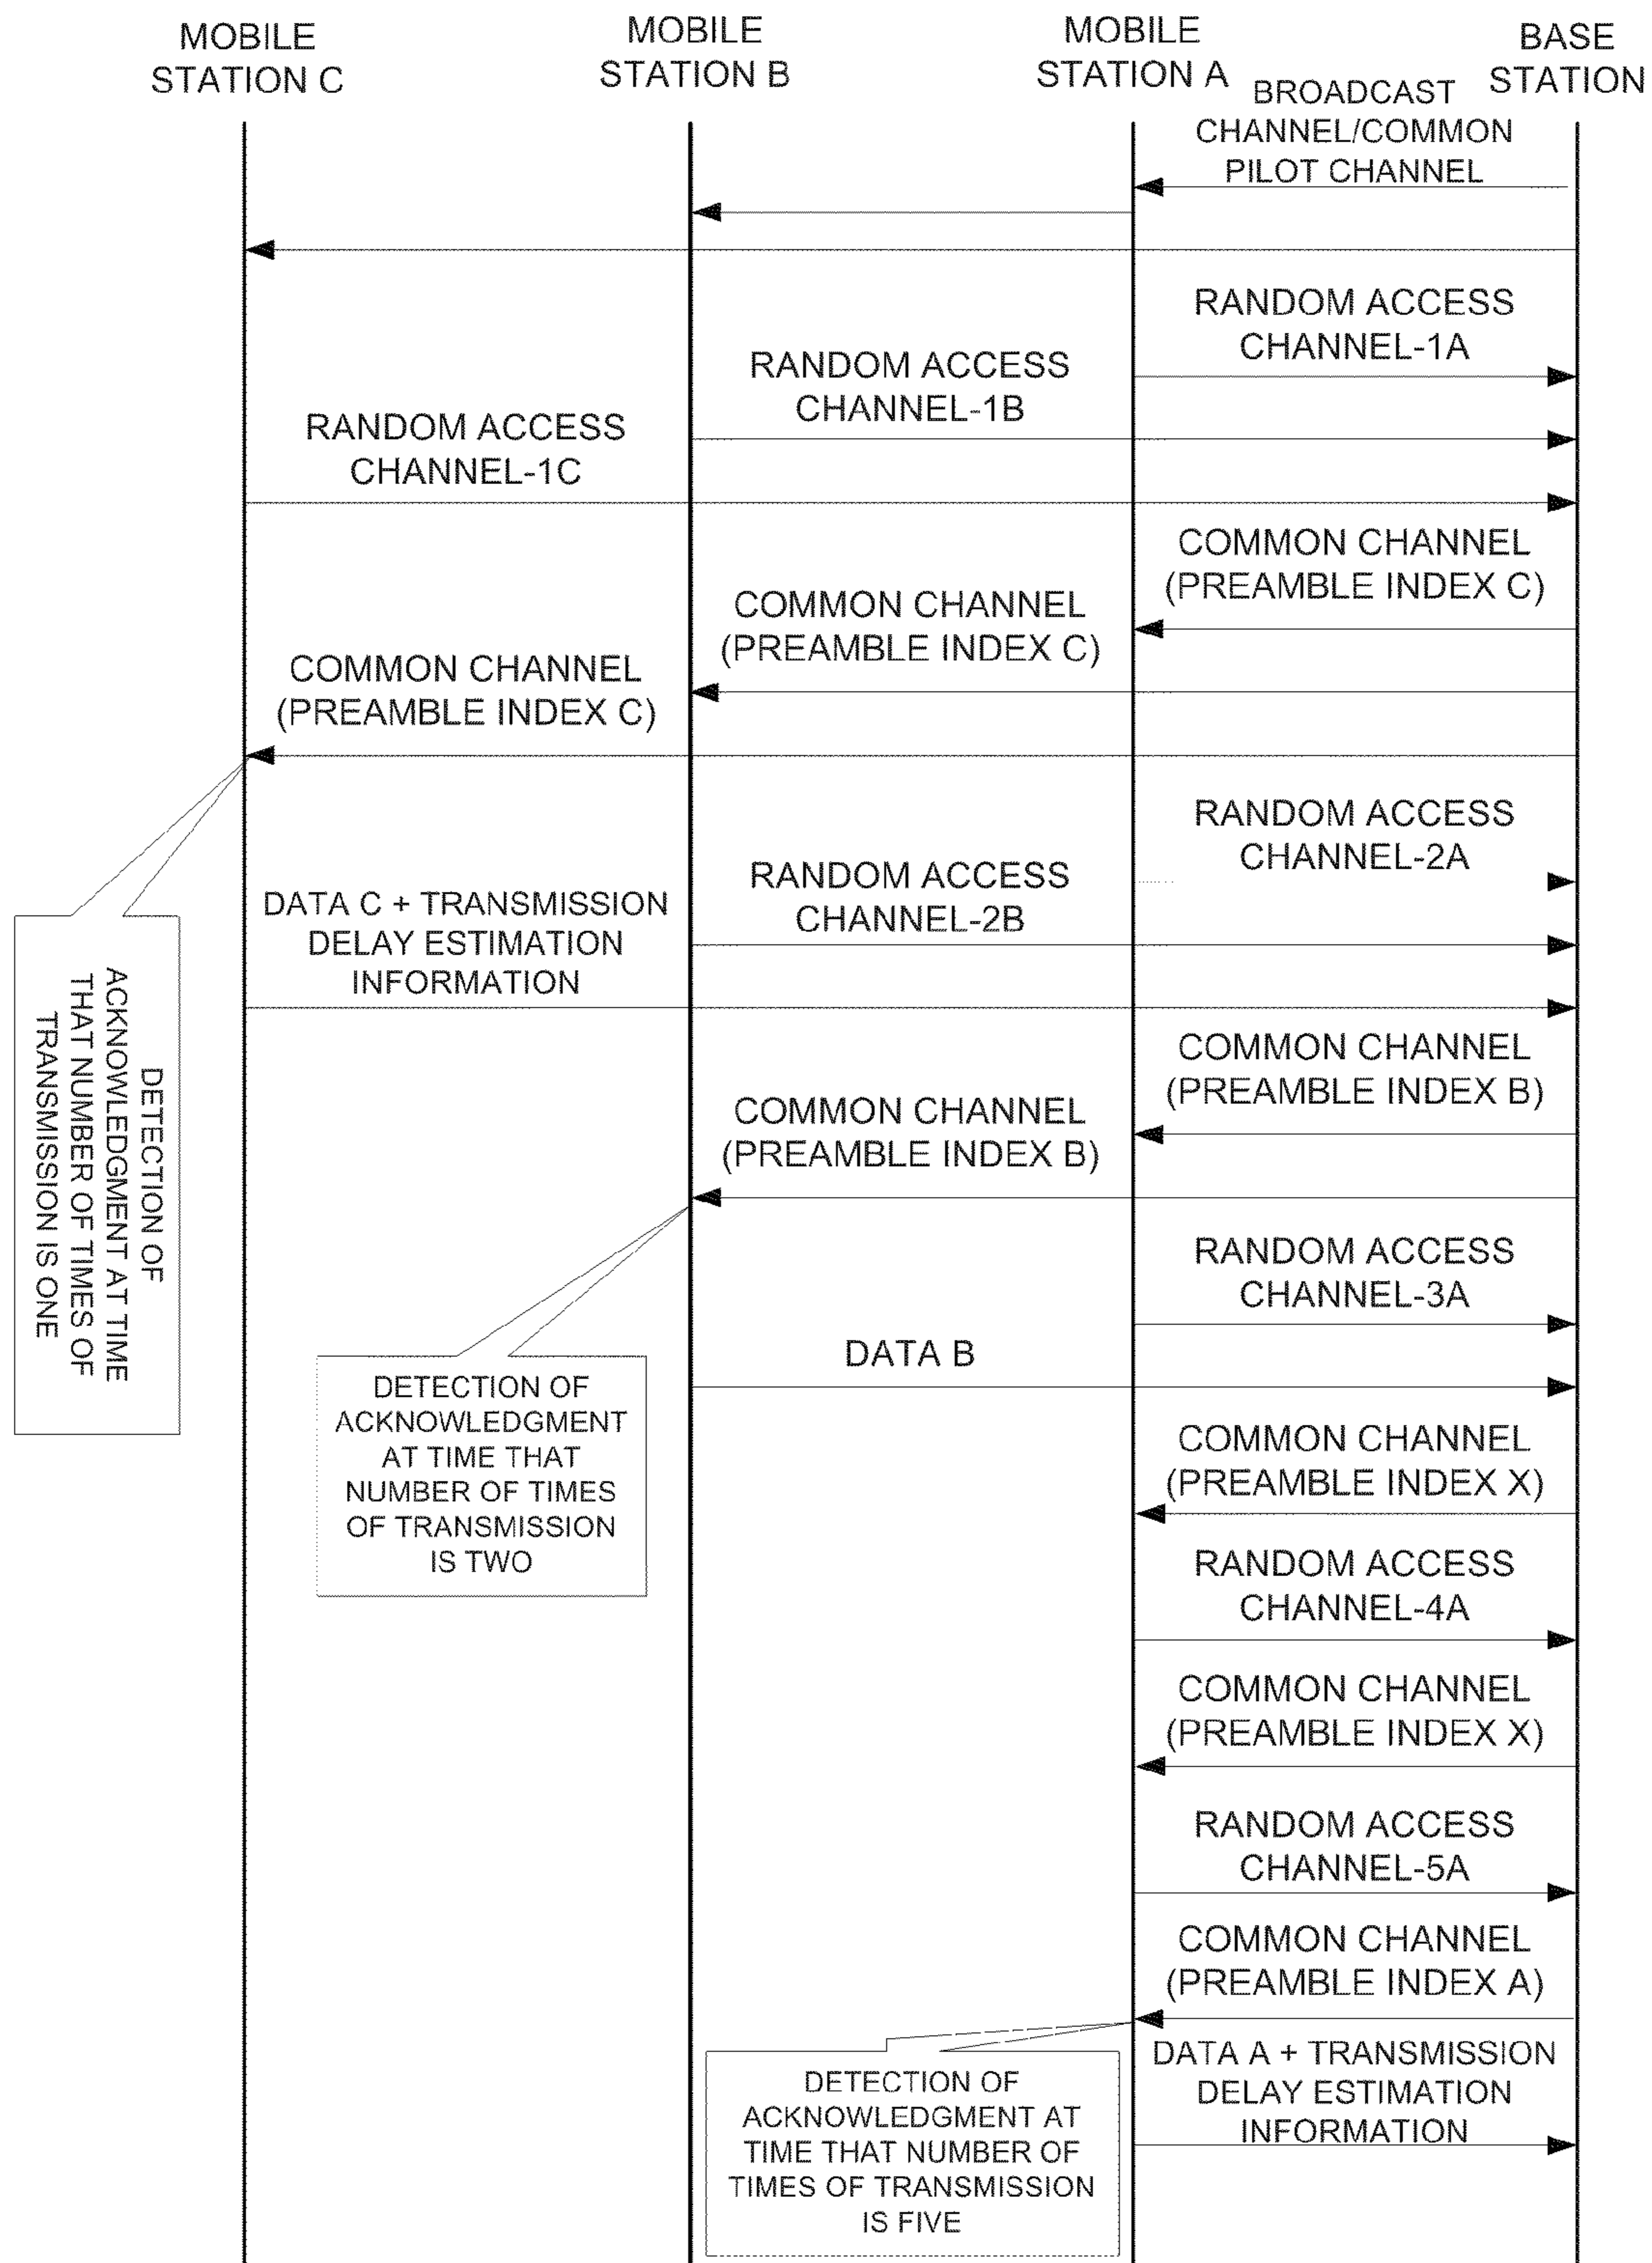 MOBILE
STATION C
MOBILE
STATION B
MOBILE
STATION A
BASE
STATION
BROADCAST
CHANNEL/COMMON
PILOT CHANNEL
RANDOM ACCESS
CHANNEL-1A
RANDOM ACCESS
CHANNEL-1B
RANDOM ACCESS
CHANNEL-1C
COMMON CHANNEL
(PREAMBLE INDEX C)
COMMON CHANNEL
(PREAMBLE INDEX C)
COMMON CHANNEL
(PREAMBLE INDEX C)
RANDOM ACCESS
CHANNEL-2A
RANDOM ACCESS
CHANNEL-2B
DATA C + TRANSMISSION
DELAY ESTIMATION
INFORMATION
DETECTION OF
ACKNOWLEDGMENT AT TIME
THAT NUMBER OF TIMES OF
TRANSMISSION IS ONE
COMMON CHANNEL
(PREAMBLE INDEX B)
COMMON CHANNEL
(PREAMBLE INDEX B)
RANDOM ACCESS
CHANNEL-3A
DATA B
DETECTION OF
ACKNOWLEDGMENT
AT TIME THAT
NUMBER OF TIMES
OF TRANSMISSION
IS TWO
COMMON CHANNEL
(PREAMBLE INDEX X)
RANDOM ACCESS
CHANNEL-4A
COMMON CHANNEL
(PREAMBLE INDEX X)
RANDOM ACCESS
CHANNEL-5A
COMMON CHANNEL
(PREAMBLE INDEX A)
DATA A + TRANSMISSION
DELAY ESTIMATION
INFORMATION
DETECTION OF
ACKNOWLEDGMENT AT
TIME THAT NUMBER OF
TIMES OF TRANSMISSION
IS FIVE